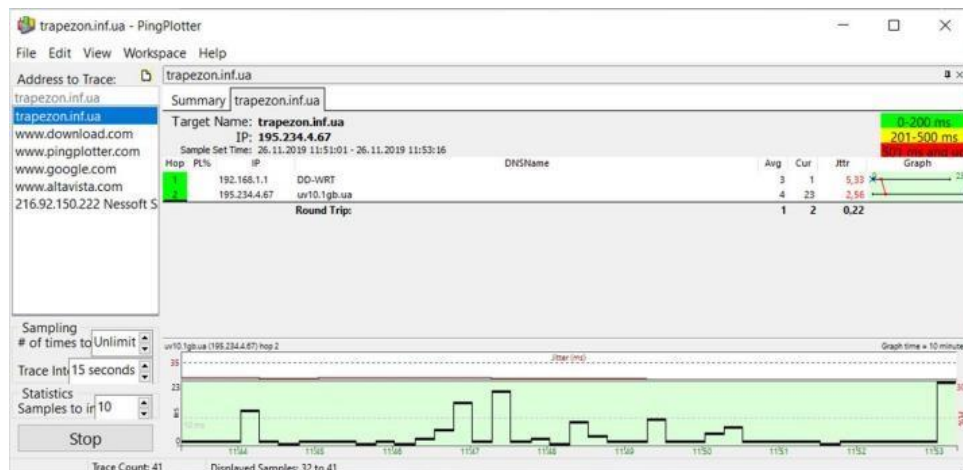 trapezon.inf.ua - PingPlotter
File Edit View Workspace Help
Address to Trace:
trapezon.inf.ua
trapezon.inf.ua
www.download.com
www.pingplotter.com
www.google.com
www.altavista.com
216.92.150.222 Nessoft S
trapezon.inf.ua
Summary trapezon.inf.ua
Target Name: trapezon.inf.ua
IP: 195.234.4.67
Sample Set Time: 26.11.2019 11:51:01 - 26.11.2019 11:53:16
0-200 ms
201-500 ms
501 ms and
Hop PL% IP DNSName Avg Cur Jttr Graph
1 192.168.1.1 DD-WRT 3 1 5,33
2 195.234.4.67 uv10.1gb.ua 4 23 2,56
Round Trip: 1 2 0,22
Sampling
# of times to Unlimit
Trace Int 15 seconds
Statistics
Samples to in 10
Stop
uv10.1gb.ua (195.234.4.67) hop 2 Graph time = 10 minute
Jitter (ms)
35
23
10 ms
0
11:44 11:45 11:46 11:47 11:48 11:49 11:50 11:51 11:52 11:53
Trace Count: 41 Displayed Samples: 32 to 41